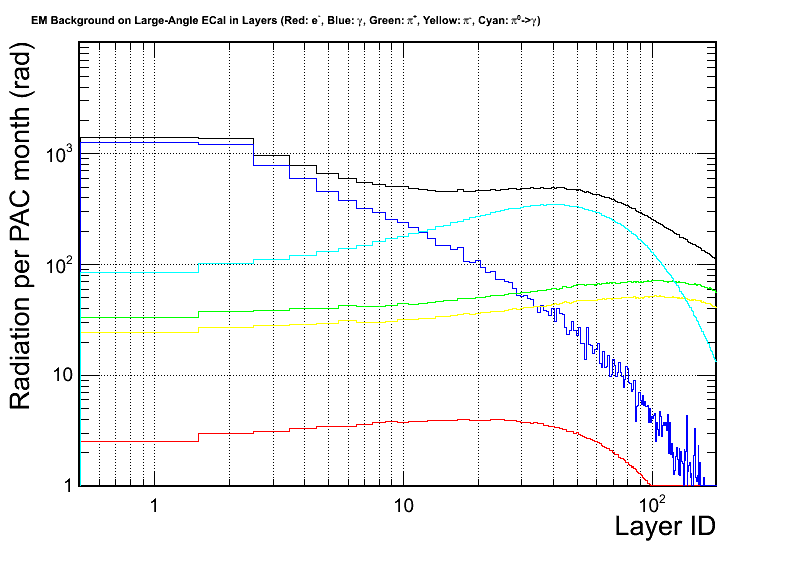 EM Background on Large-Angle ECal in Layers (Red: e⁻, Blue: γ, Green: π⁺, Yellow: π⁻, Cyan: π⁰->γ)
Radiation per PAC month (rad)
10³
10²
10
1
1
10
10²
Layer ID